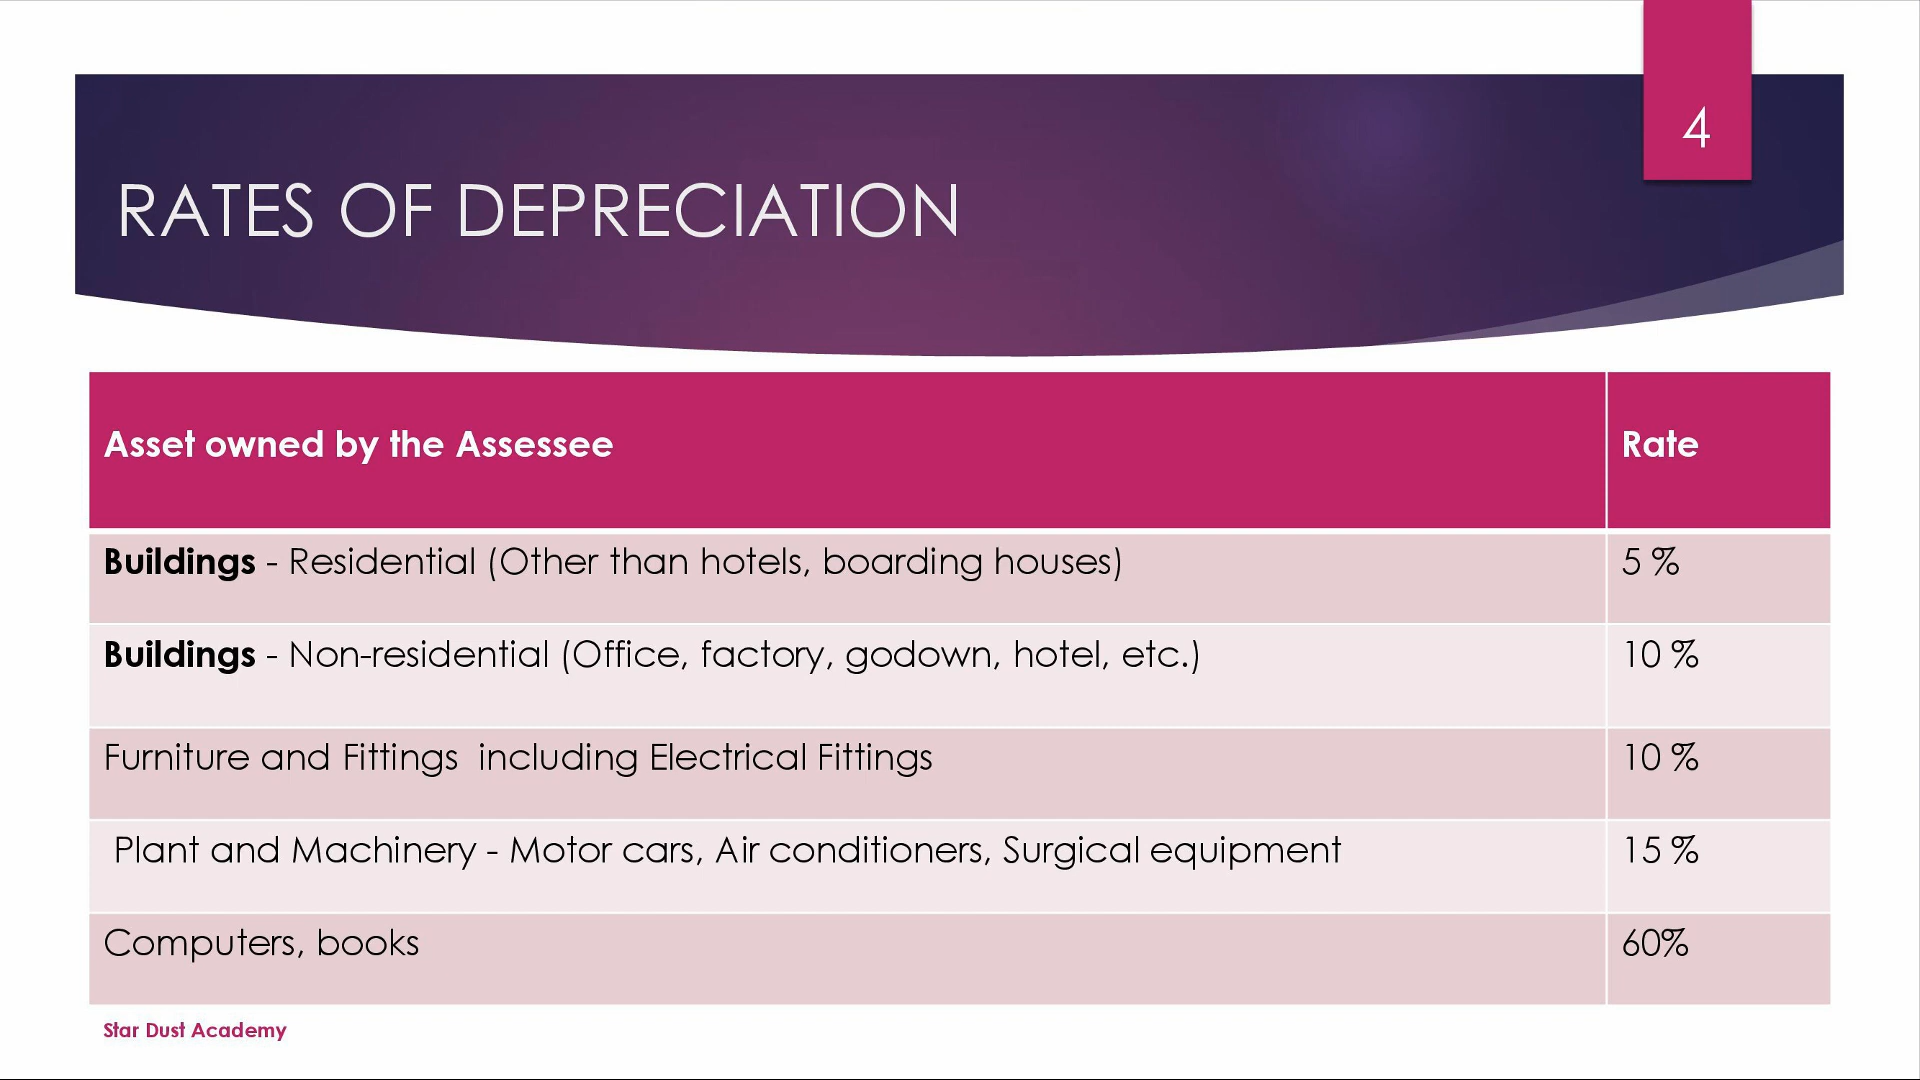 4
RATES OF DEPRECIATION
Asset owned by the Assessee Rate
Buildings - Residential (Other than hotels, boarding houses) 5 %
Buildings - Non-residential (Office, factory, godown, hotel, etc.) 10 %
Furniture and Fittings including Electrical Fittings 10 %
Plant and Machinery - Motor cars, Air conditioners, Surgical equipment 15 %
Computers, books 60%
Star Dust Academy